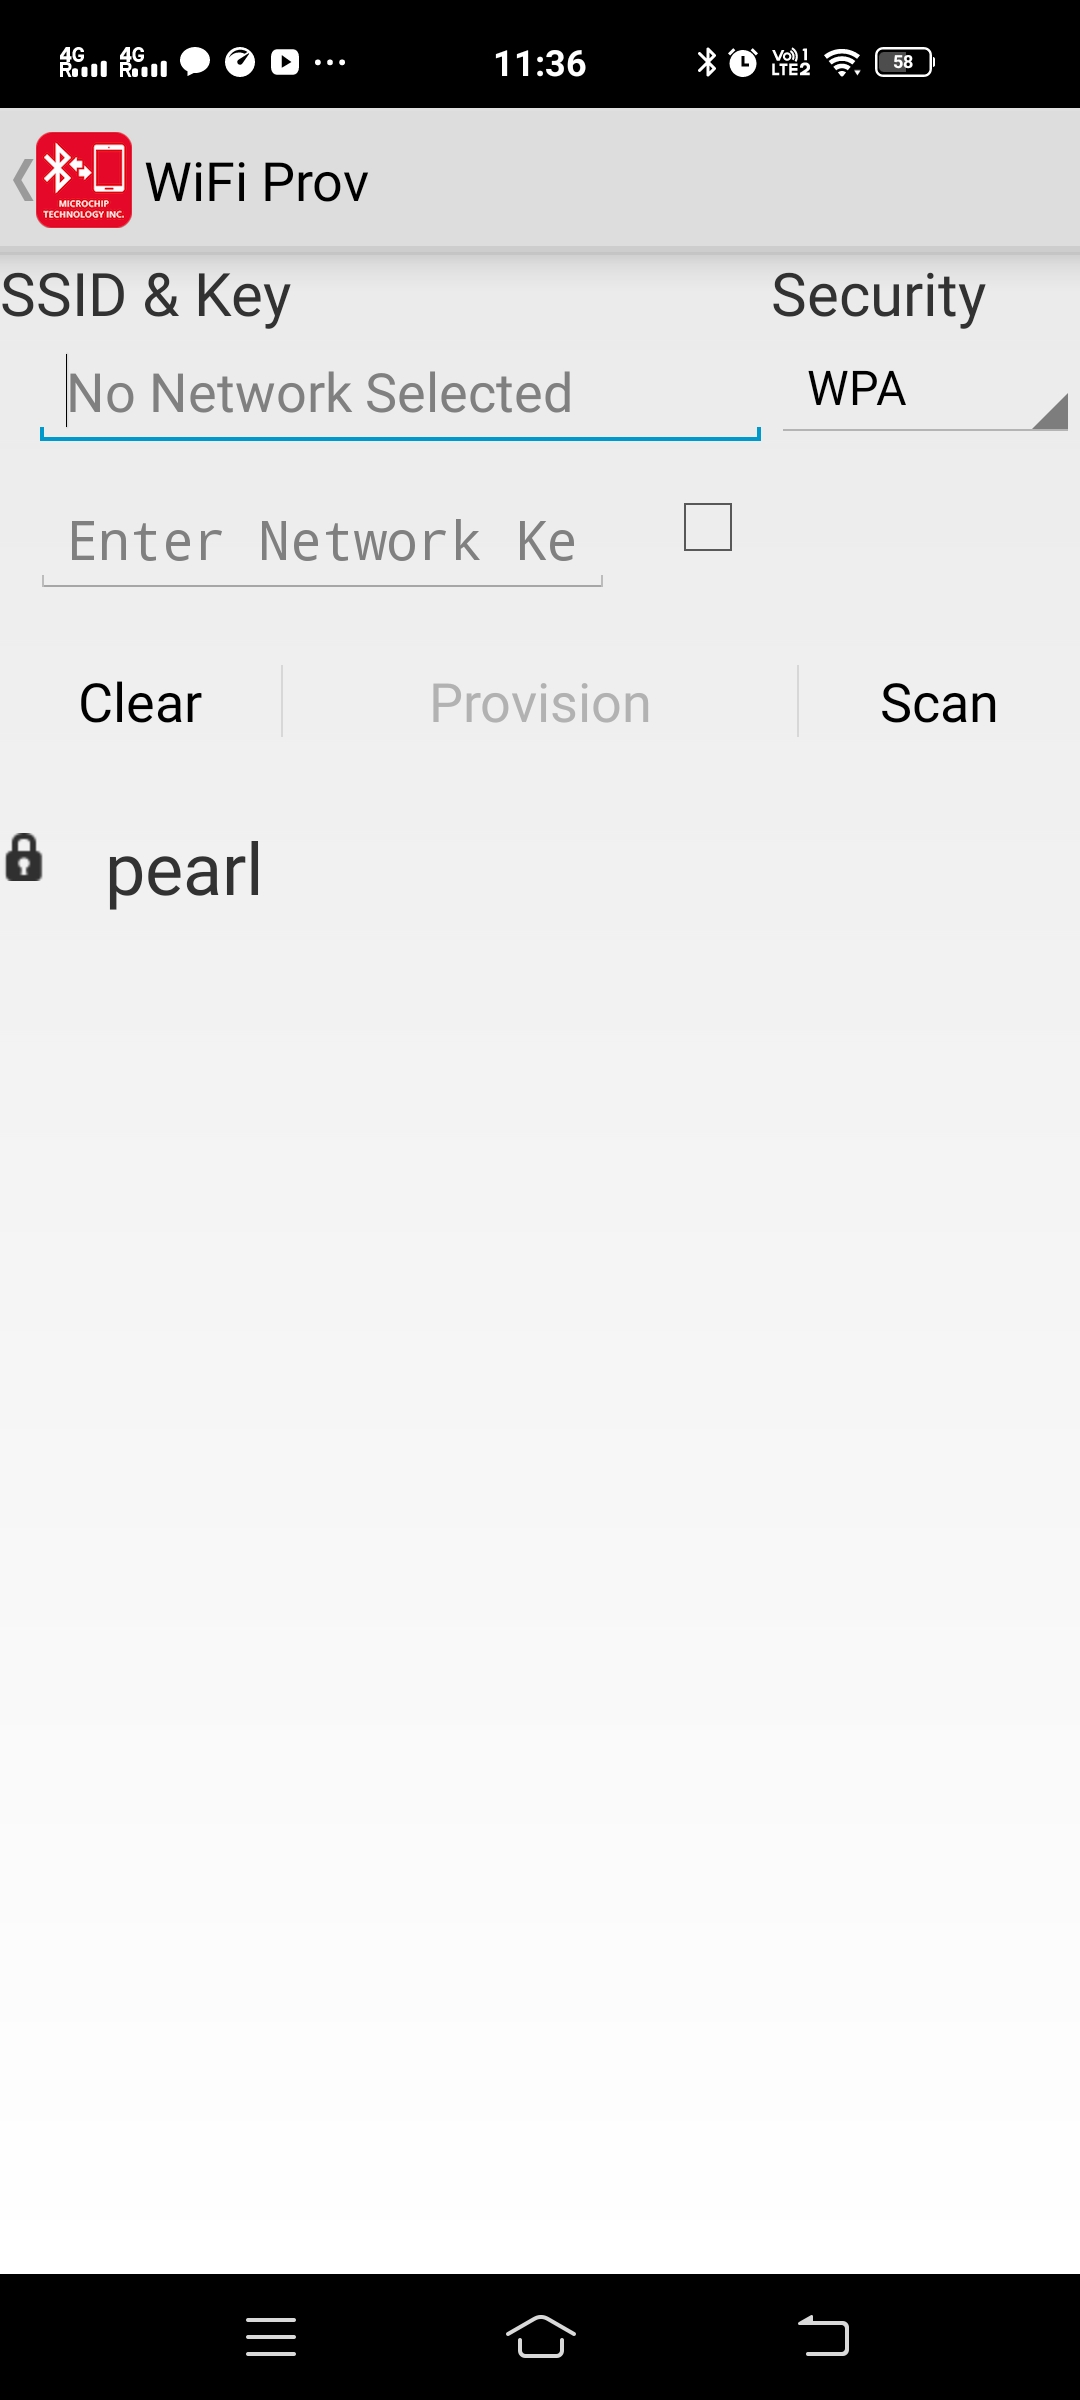 4G R 4G R 11:36 Vo)) 1 LTE2 58
MICROCHIP
TECHNOLOGY INC.
WiFi Prov
SSID & Key Security
No Network Selected WPA
Enter Network Ke
Clear Provision Scan
pearl